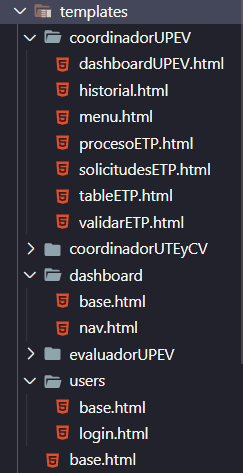 templates
coordinadorUPEV
dashboardUPEV.html
historial.html
menu.html
procesoETP.html
solicitudesETP.html
tableETP.html
validarETP.html
coordinadorUTEyCV
dashboard
base.html
nav.html
evaluadorUPEV
users
base.html
login.html
base.html